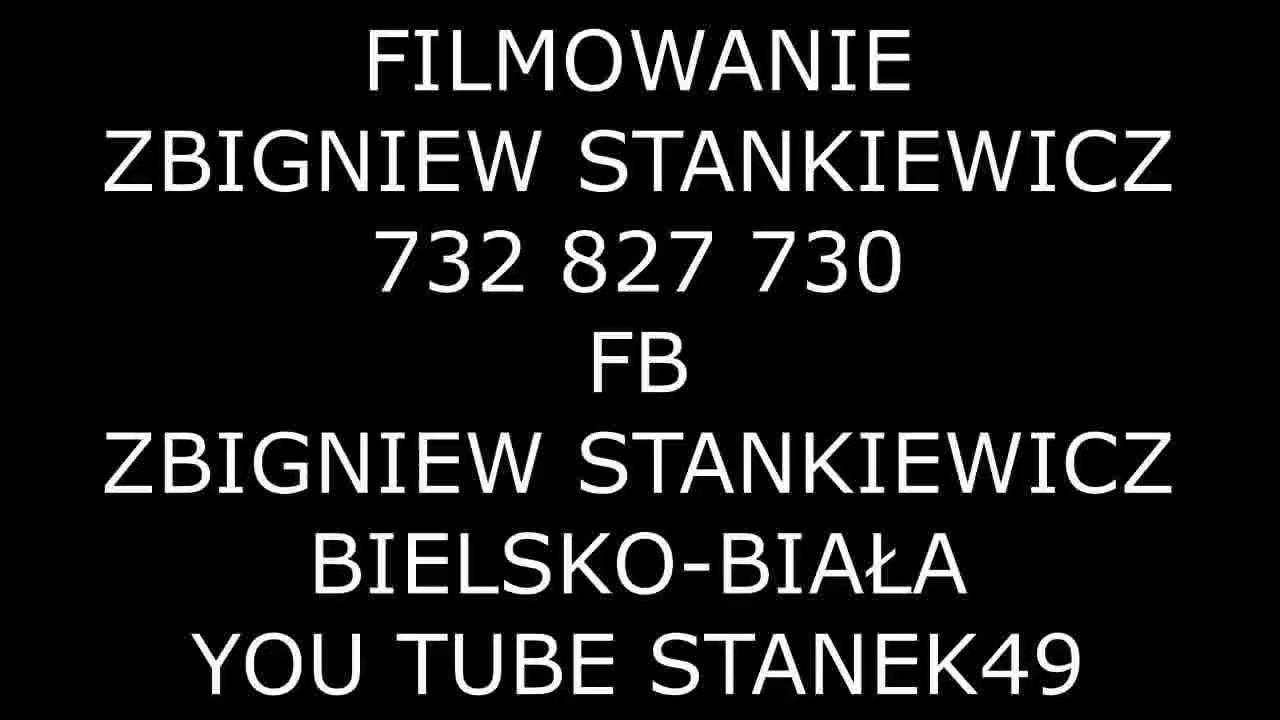 FILMOWANIE
ZBIGNIEW STANKIEWICZ
732 827 730
FB
ZBIGNIEW STANKIEWICZ
BIELSKO-BIAŁA
YOU TUBE STANEK49